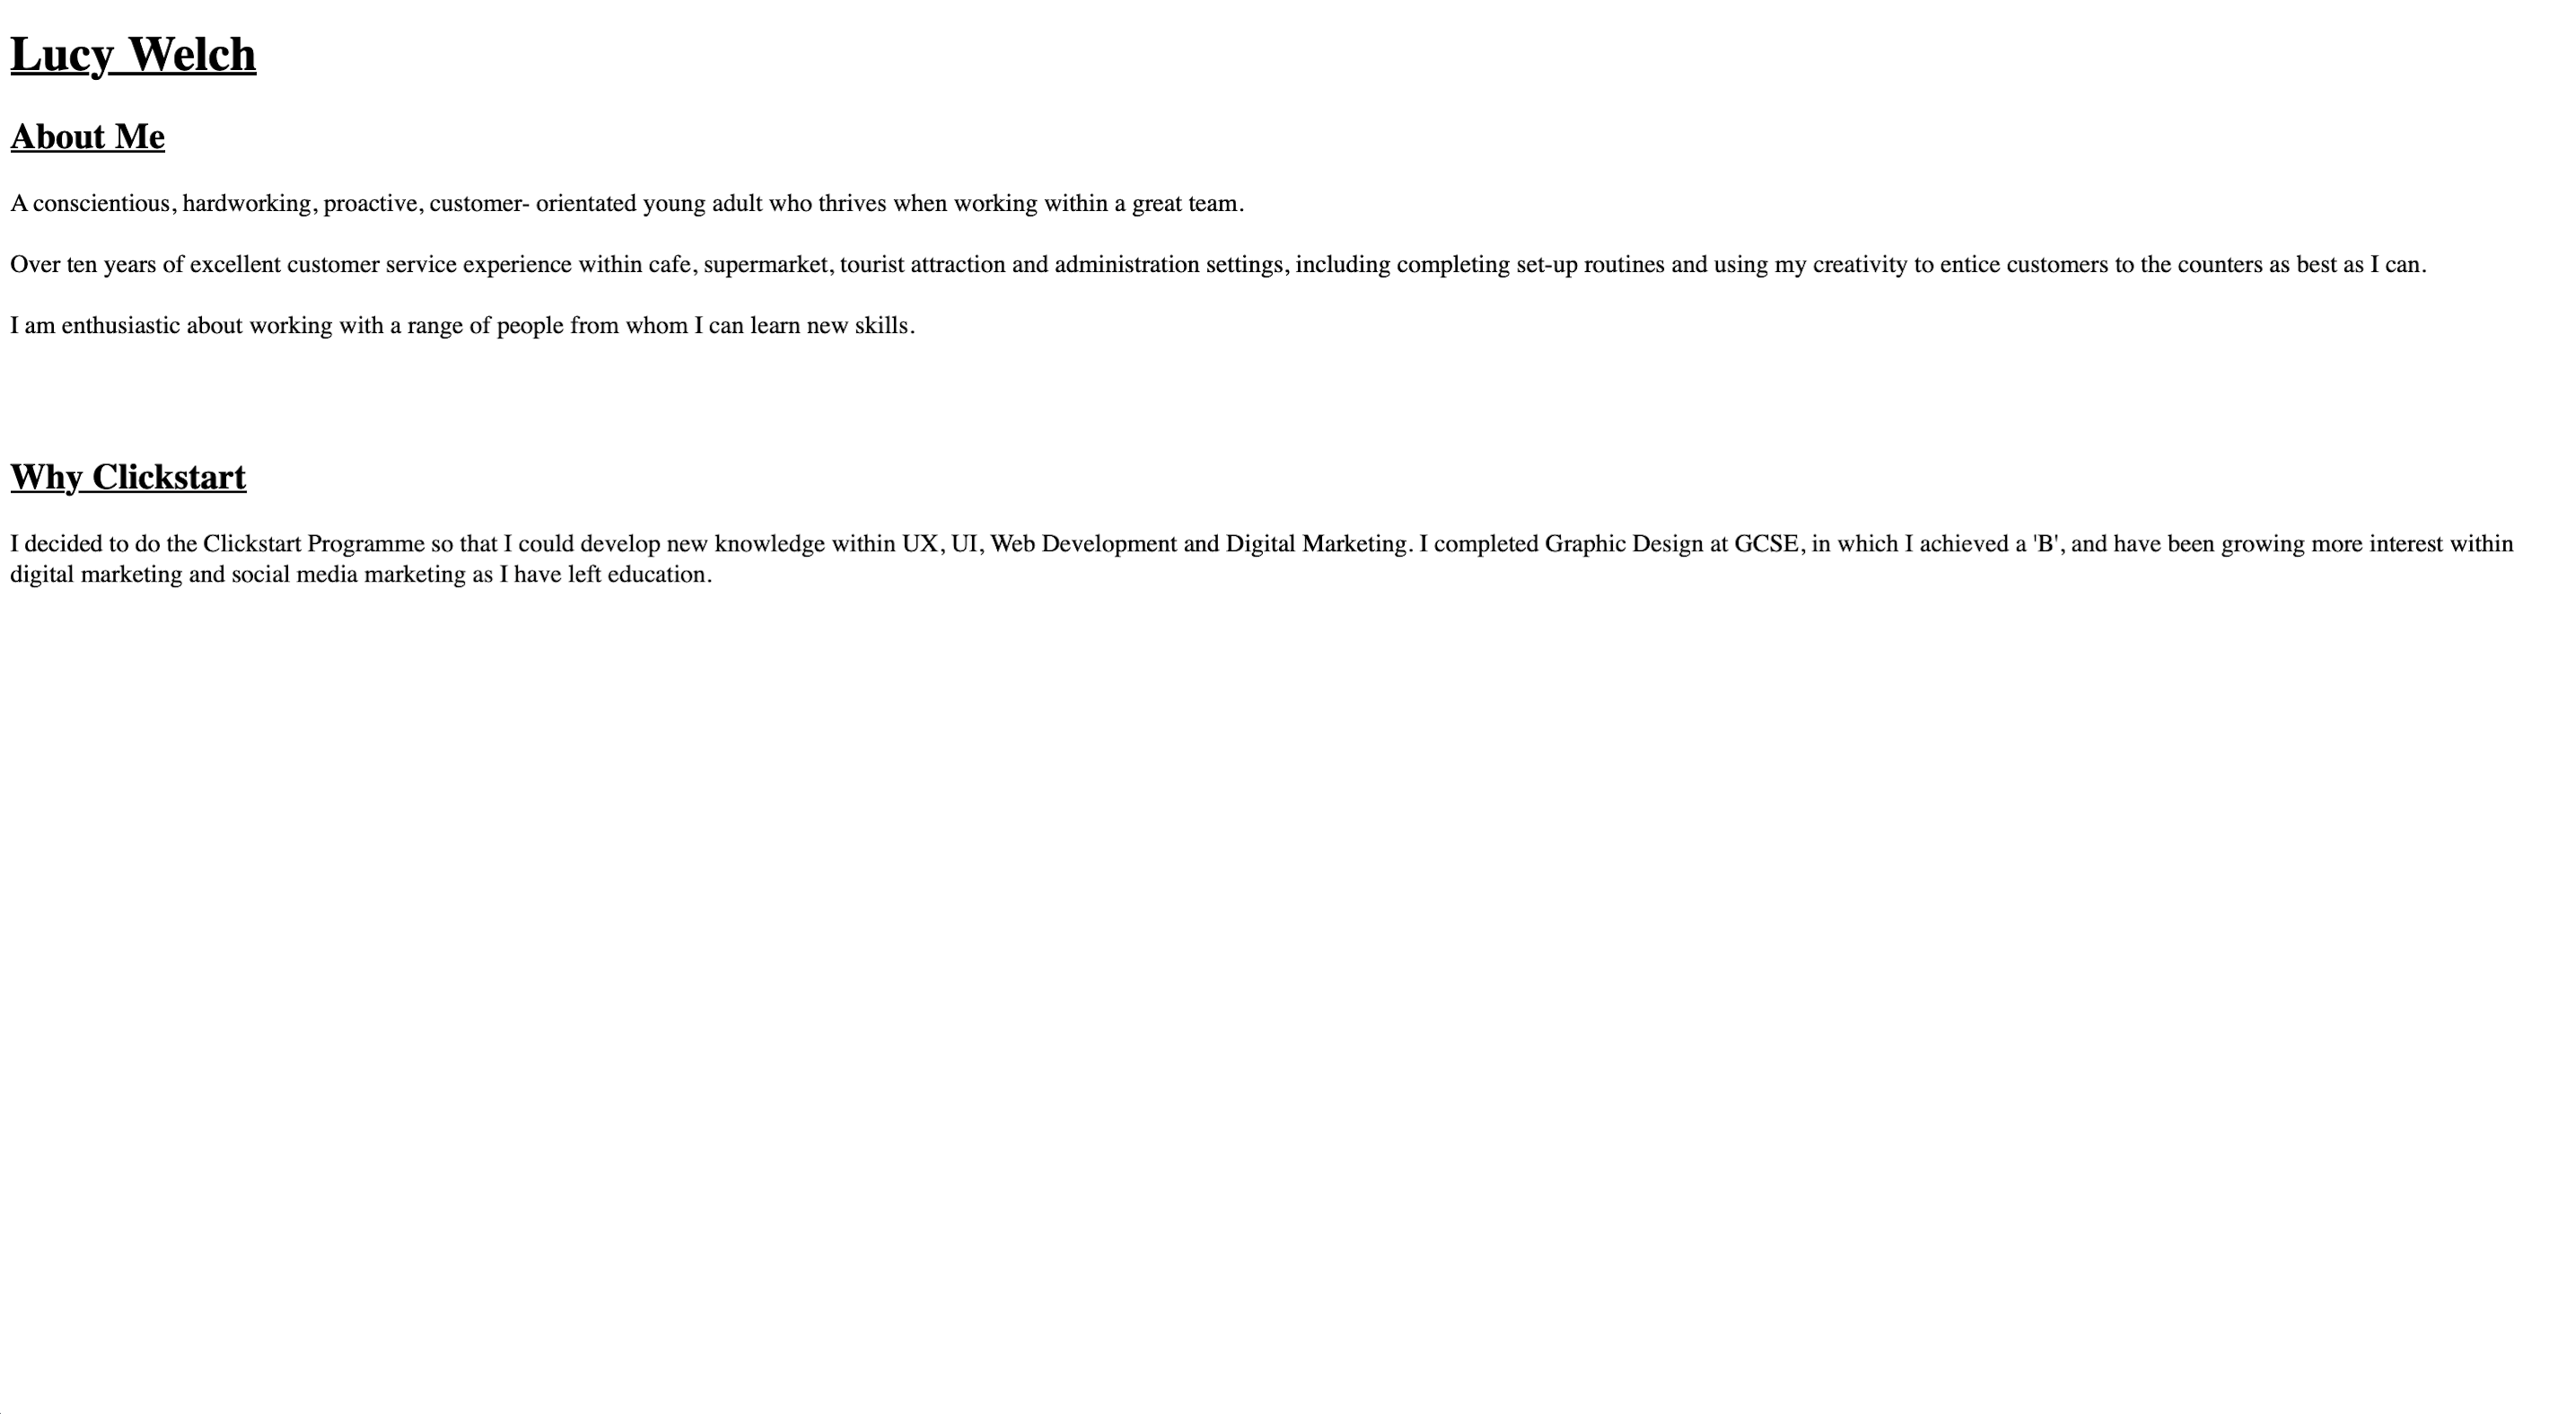 Lucy Welch
About Me
A conscientious, hardworking, proactive, customer- orientated young adult who thrives when working within a great team.
Over ten years of excellent customer service experience within cafe, supermarket, tourist attraction and administration settings, including completing set-up routines and using my creativity to entice customers to the counters as best as I can.
I am enthusiastic about working with a range of people from whom I can learn new skills.
Why Clickstart
I decided to do the Clickstart Programme so that I could develop new knowledge within UX, UI, Web Development and Digital Marketing. I completed Graphic Design at GCSE, in which I achieved a 'B', and have been growing more interest within
digital marketing and social media marketing as I have left education.